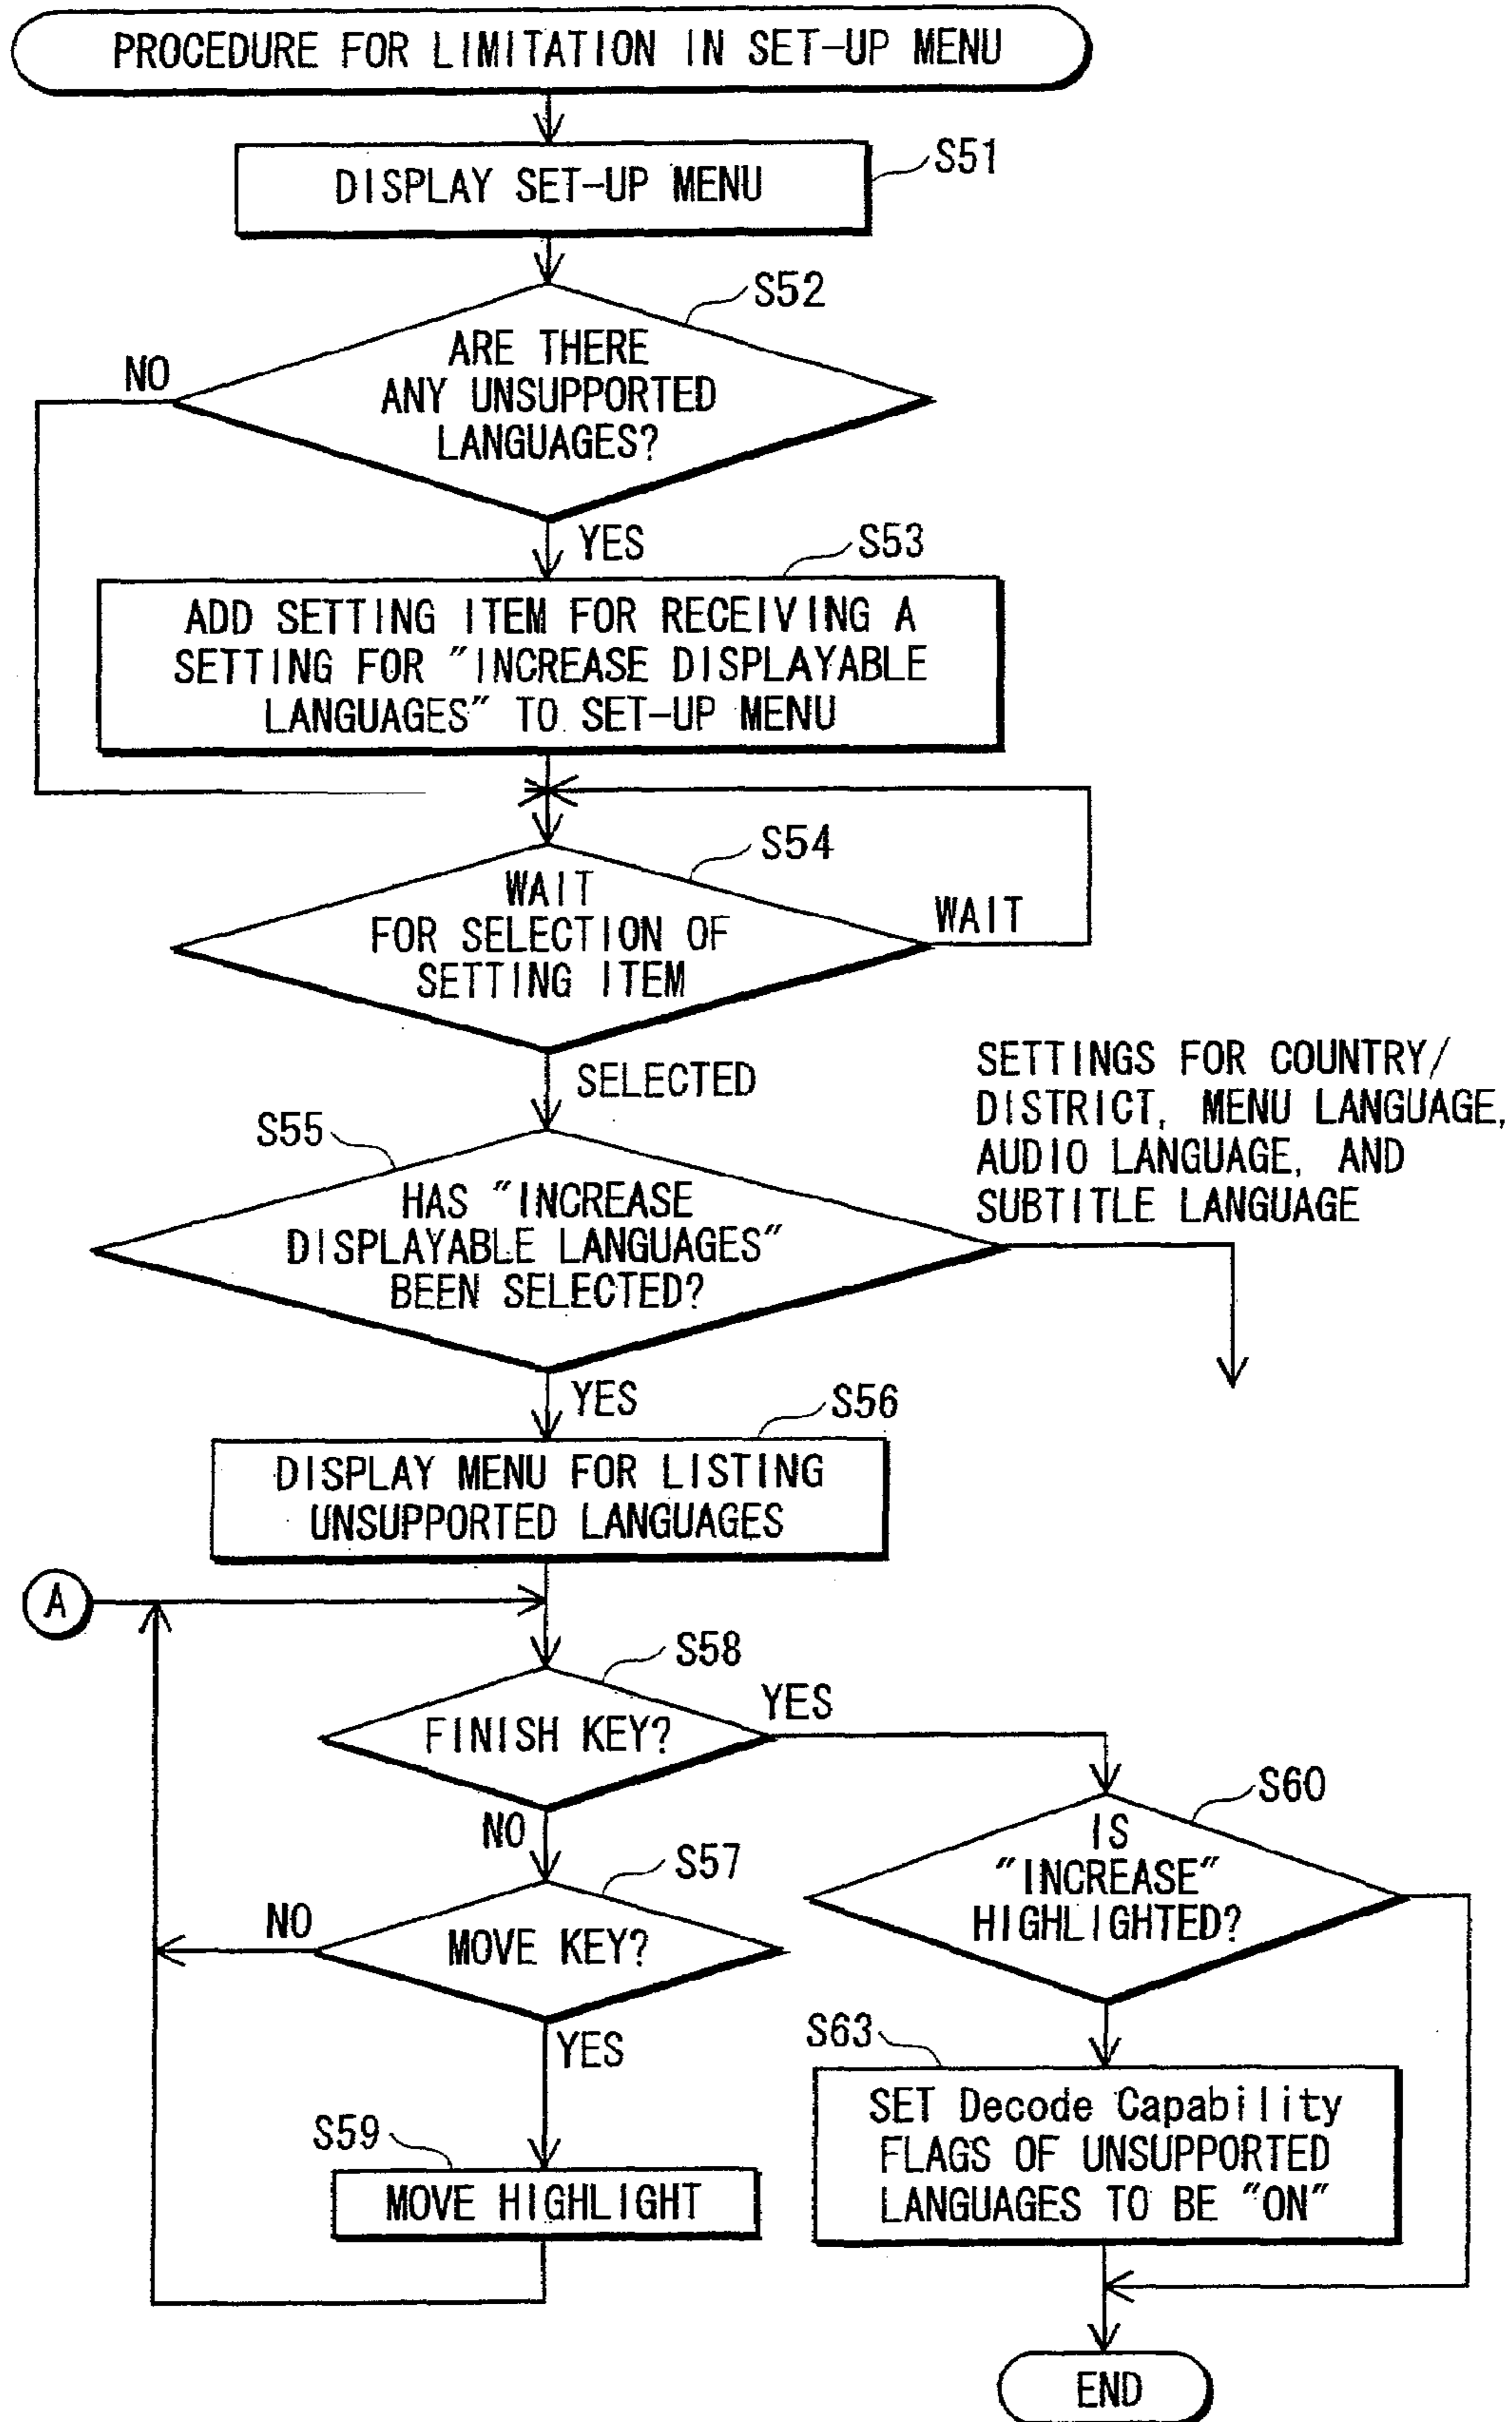 PROCEDURE FOR LIMITATION IN SET-UP MENU
DISPLAY SET-UP MENU
S51
S52
ARE THERE
ANY UNSUPPORTED
LANGUAGES?
NO
YES
S53
ADD SETTING ITEM FOR RECEIVING A
SETTING FOR "INCREASE DISPLAYABLE
LANGUAGES" TO SET-UP MENU
S54
WAIT
FOR SELECTION OF
SETTING ITEM
WAIT
SELECTED
SETTINGS FOR COUNTRY/
DISTRICT, MENU LANGUAGE,
AUDIO LANGUAGE, AND
SUBTITLE LANGUAGE
S55
HAS "INCREASE
DISPLAYABLE LANGUAGES"
BEEN SELECTED?
YES
S56
DISPLAY MENU FOR LISTING
UNSUPPORTED LANGUAGES
A
S58
FINISH KEY?
YES
NO
S57
MOVE KEY?
NO
YES
S60
IS
"INCREASE"
HIGHLIGHTED?
S63
SET Decode Capability
FLAGS OF UNSUPPORTED
LANGUAGES TO BE "ON"
S59
MOVE HIGHLIGHT
END